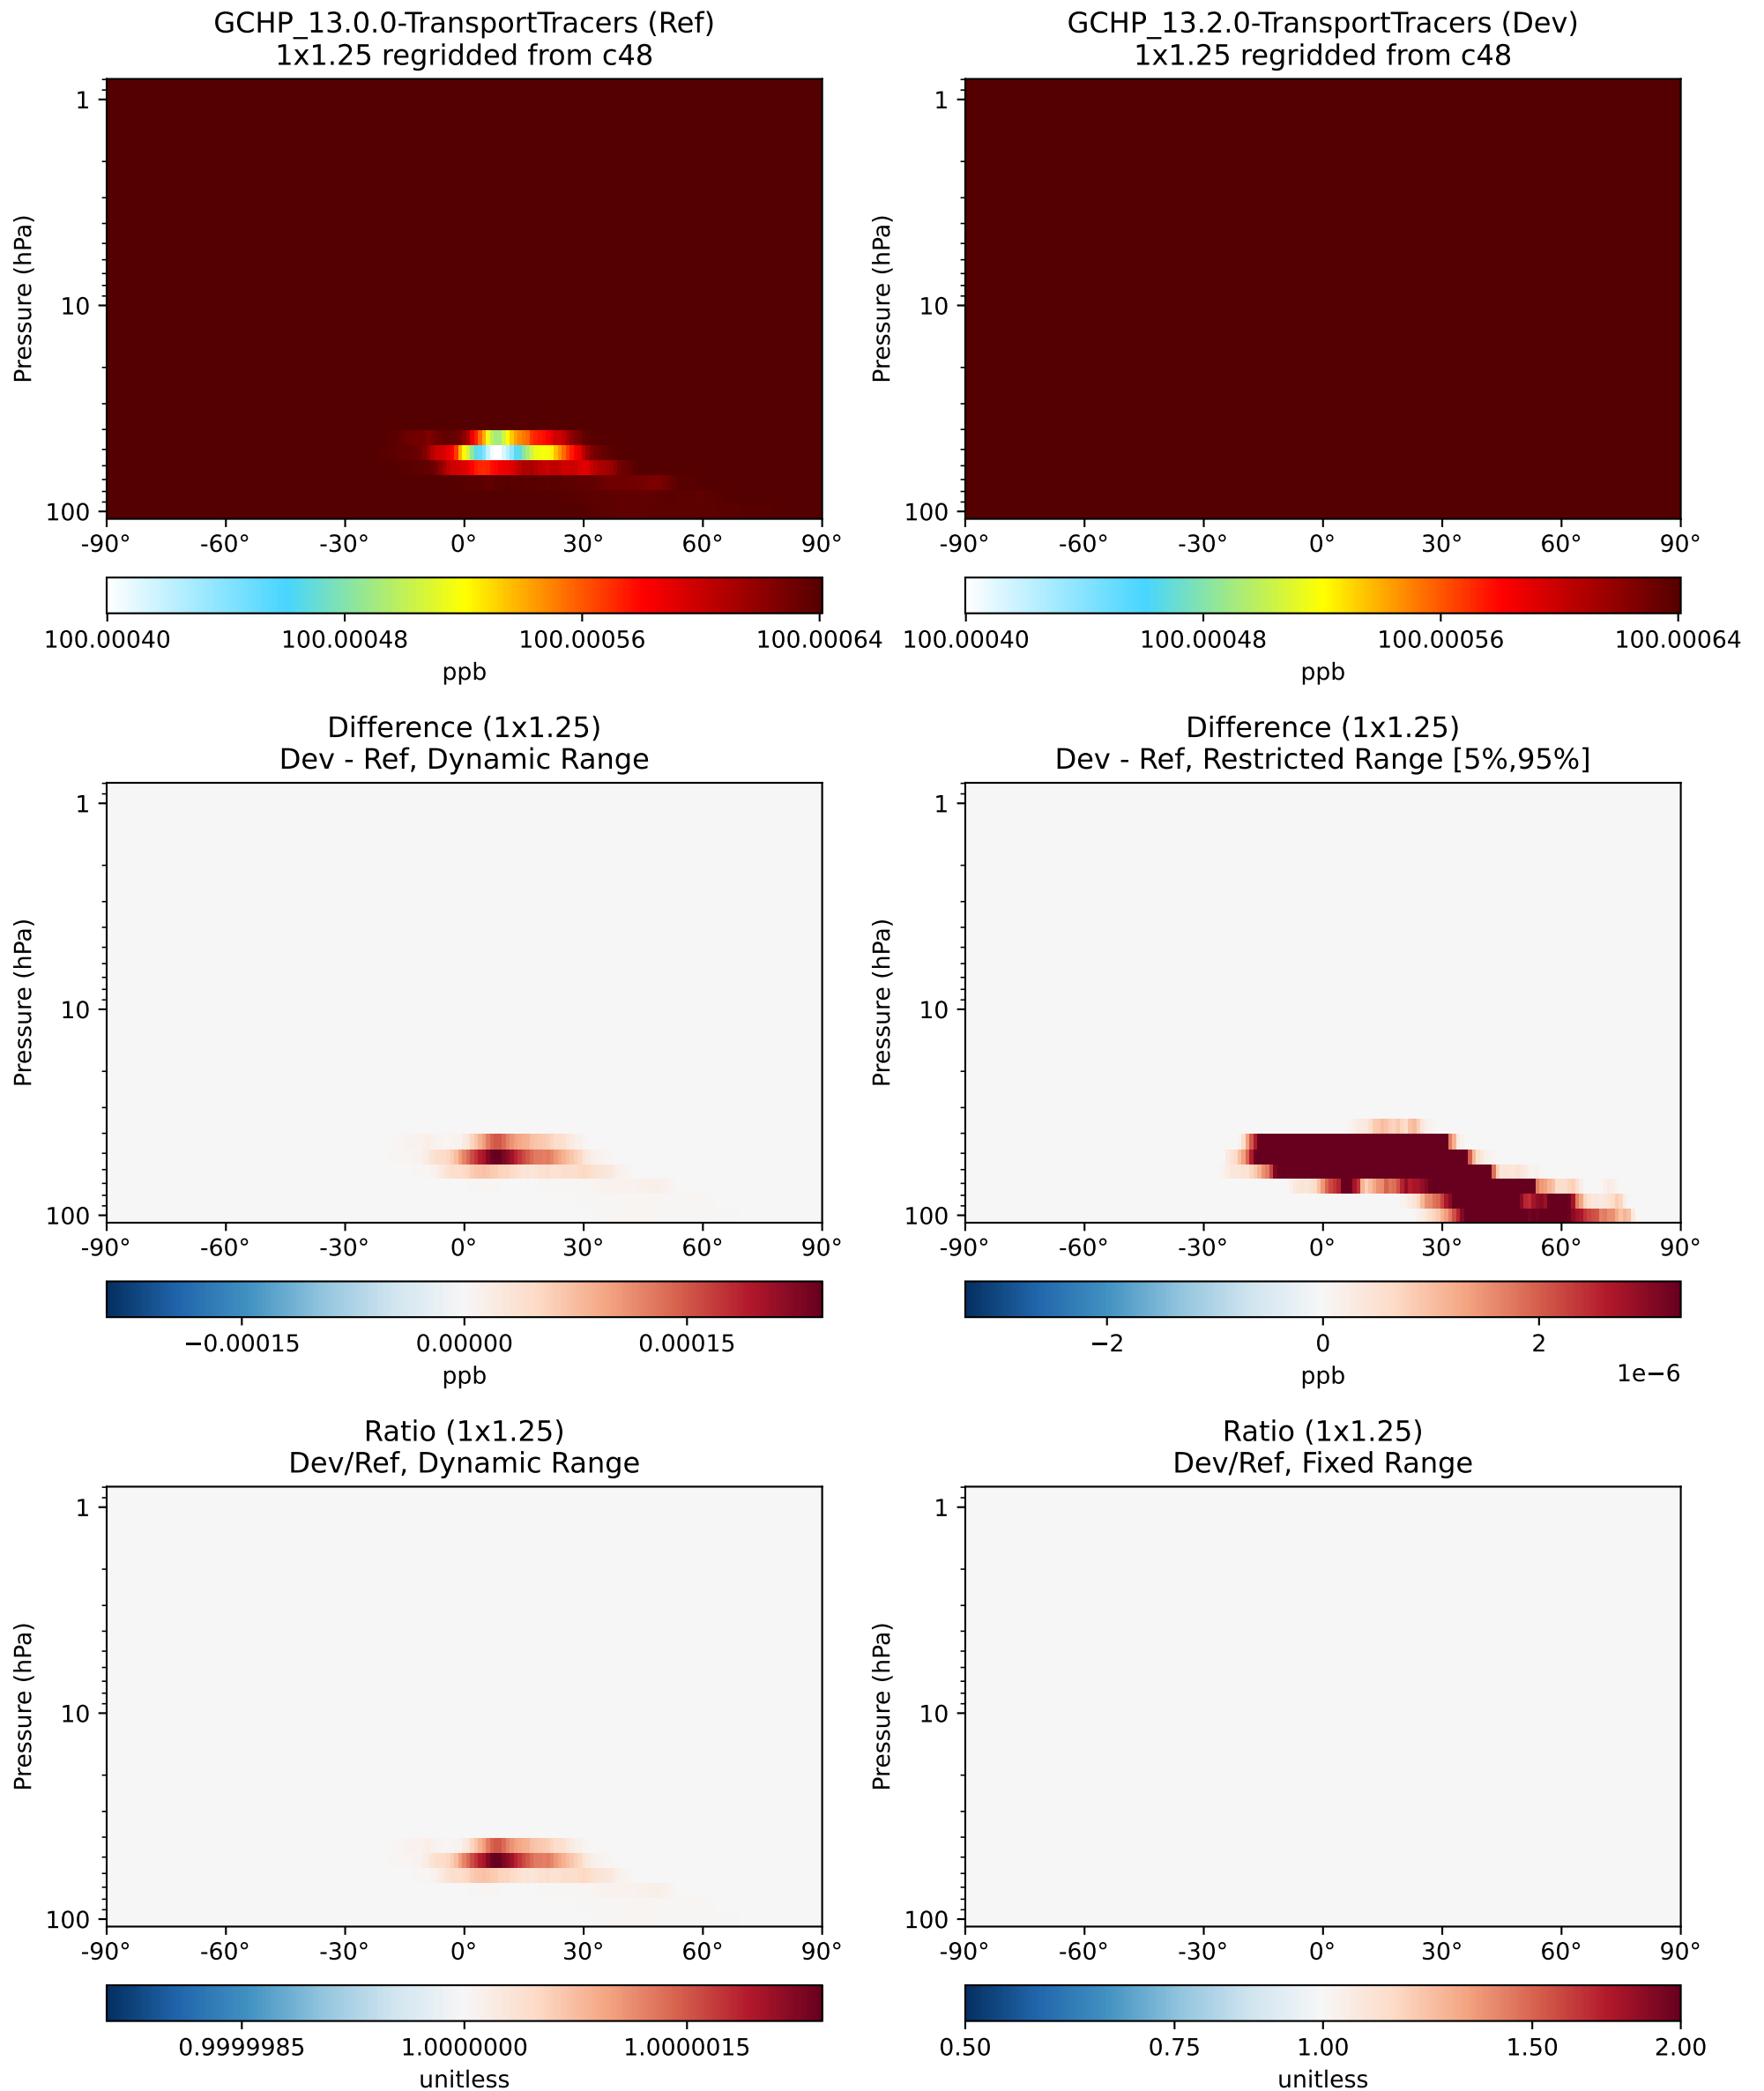 GCHP_13.0.0-TransportTracers (Ref)
1x1.25 regridded from c48
Pressure (hPa)
1
10
100
-90° -60° -30° 0° 30° 60° 90°
100.00040 100.00048 100.00056 100.00064
ppb
GCHP_13.2.0-TransportTracers (Dev)
1x1.25 regridded from c48
Pressure (hPa)
1
10
100
-90° -60° -30° 0° 30° 60° 90°
100.00040 100.00048 100.00056 100.00064
ppb
Difference (1x1.25)
Dev - Ref, Dynamic Range
Pressure (hPa)
1
10
100
-90° -60° -30° 0° 30° 60° 90°
−0.00015 0.00000 0.00015
ppb
Difference (1x1.25)
Dev - Ref, Restricted Range [5%,95%]
Pressure (hPa)
1
10
100
-90° -60° -30° 0° 30° 60° 90°
−2 0 2
1e−6
ppb
Ratio (1x1.25)
Dev/Ref, Dynamic Range
Pressure (hPa)
1
10
100
-90° -60° -30° 0° 30° 60° 90°
0.9999985 1.0000000 1.0000015
unitless
Ratio (1x1.25)
Dev/Ref, Fixed Range
Pressure (hPa)
1
10
100
-90° -60° -30° 0° 30° 60° 90°
0.50 0.75 1.00 1.50 2.00
unitless